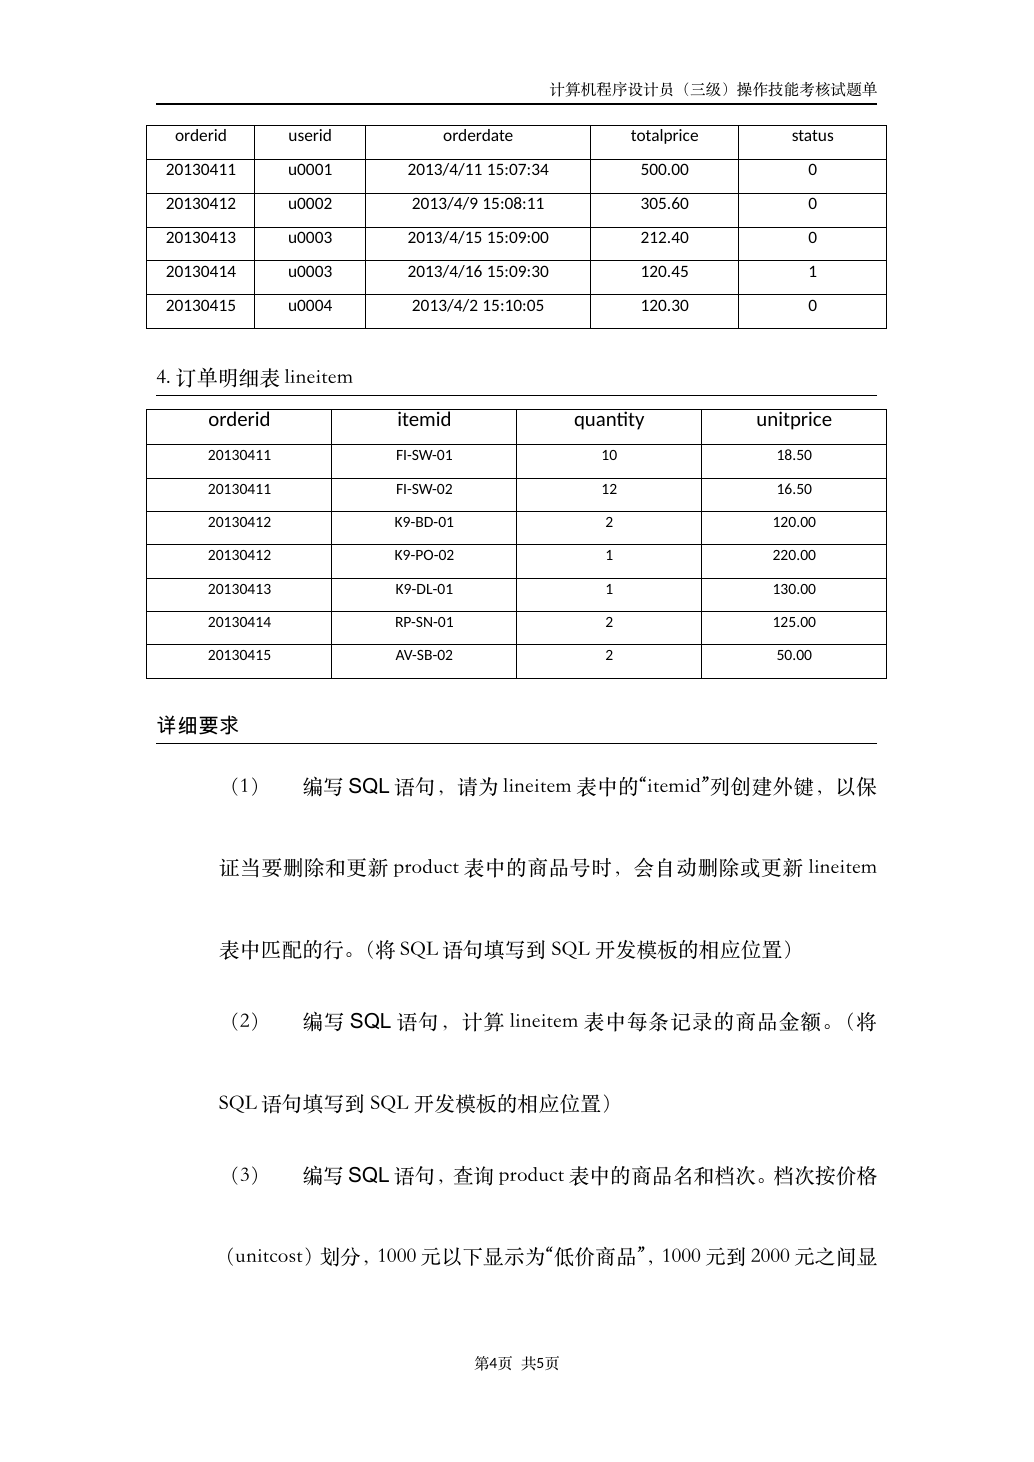 计算机程序设计员（三级）操作技能考核试题单
orderid userid orderdate totalprice status
20130411 u0001 2013/4/11 15:07:34 500.00 0
20130412 u0002 2013/4/9 15:08:11 305.60 0
20130413 u0003 2013/4/15 15:09:00 212.40 0
20130414 u0003 2013/4/16 15:09:30 120.45 1
20130415 u0004 2013/4/2 15:10:05 120.30 0
4. 订单明细表 lineitem
orderid itemid quantity unitprice
20130411 FI-SW-01 10 18.50
20130411 FI-SW-02 12 16.50
20130412 K9-BD-01 2 120.00
20130412 K9-PO-02 1 220.00
20130413 K9-DL-01 1 130.00
20130414 RP-SN-01 2 125.00
20130415 AV-SB-02 2 50.00
详细要求
（1） 编写 SQL 语句，请为 lineitem 表中的“itemid”列创建外键，以保
证当要删除和更新 product 表中的商品号时，会自动删除或更新 lineitem
表中匹配的行。（将 SQL 语句填写到 SQL 开发模板的相应位置）
（2） 编写 SQL 语句，计算 lineitem 表中每条记录的商品金额。（将
SQL 语句填写到 SQL 开发模板的相应位置）
（3） 编写 SQL 语句，查询 product 表中的商品名和档次。档次按价格
（unitcost）划分，1000 元以下显示为“低价商品”，1000 元到 2000 元之间显
第4页 共5页